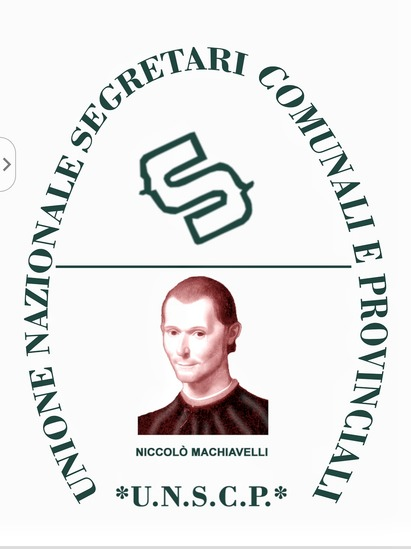 UNIONE NAZIONALE SEGRETARI COMUNALI E PROVINCIALI
NICCOLÒ MACHIAVELLI
*U.N.S.C.P.*